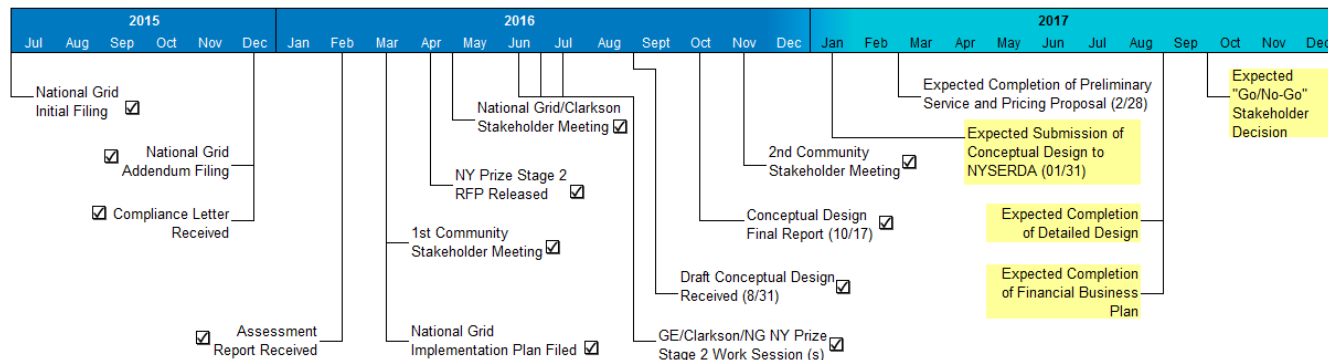 2015 2016 2017
Jul Aug Sep Oct Nov Dec Jan Feb Mar Apr May Jun Jul Aug Sept Oct Nov Dec Jan Feb Mar Apr May Jun Jul Aug Sep Oct Nov Dec
National Grid
Initial Filing
National Grid
Addendum Filing
Compliance Letter
Received
Assessment
Report Received
National Grid/Clarkson
Stakeholder Meeting
NY Prize Stage 2
RFP Released
1st Community
Stakeholder Meeting
National Grid
Implementation Plan Filed
2nd Community
Stakeholder Meeting
Conceptual Design
Final Report (10/17)
Draft Conceptual Design
Received (8/31)
GE/Clarkson/NG NY Prize
Stage 2 Work Session (s)
Expected Completion of Preliminary
Service and Pricing Proposal (2/28)
Expected Submission of
Conceptual Design to
NYSERDA (01/31)
Expected Completion
of Detailed Design
Expected Completion
of Financial Business
Plan
Expected
"Go/No-Go"
Stakeholder
Decision